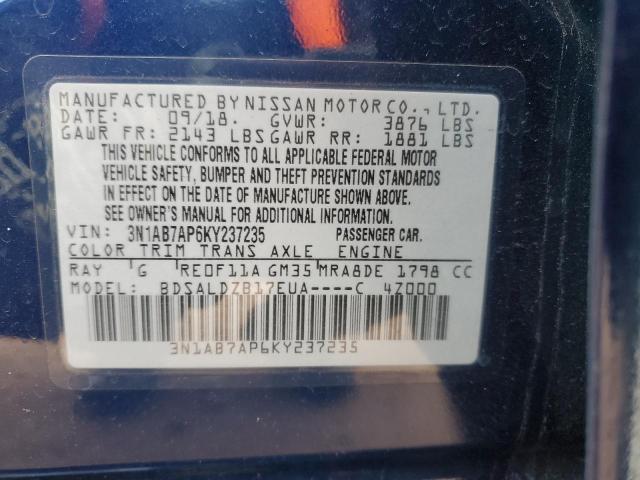 MANUFACTURED BY NISSAN MOTOR CO., LTD.
DATE: 09/18. GVWR: 3876 LBS
GAWR FR: 2143 LBS GAWR RR: 1881 LBS
THIS VEHICLE CONFORMS TO ALL APPLICABLE FEDERAL MOTOR
VEHICLE SAFETY, BUMPER AND THEFT PREVENTION STANDARDS
IN EFFECT ON THE DATE OF MANUFACTURE SHOWN ABOVE.
SEE OWNER'S MANUAL FOR ADDITIONAL INFORMATION.
VIN: 3N1AB7AP6KY237235 PASSENGER CAR.
COLOR TRIM TRANS AXLE ENGINE
RAY G RE0F11A GM35 MRA8DE 1798 CC
MODEL: BDSALDZB17EUA----C 4Z000
3N1AB7AP6KY237235